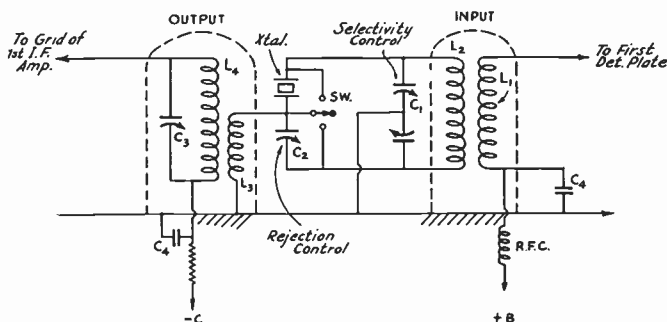 OUTPUT
INPUT
To Grid of
1st I.F.
Amp.
Xtal.
Selectivity
Control
To First
Det. Plate
L4
L2
L1
SW.
C1
C3
C2
L3
C4
C4
Rejection
Control
R.F.C.
-C
+B